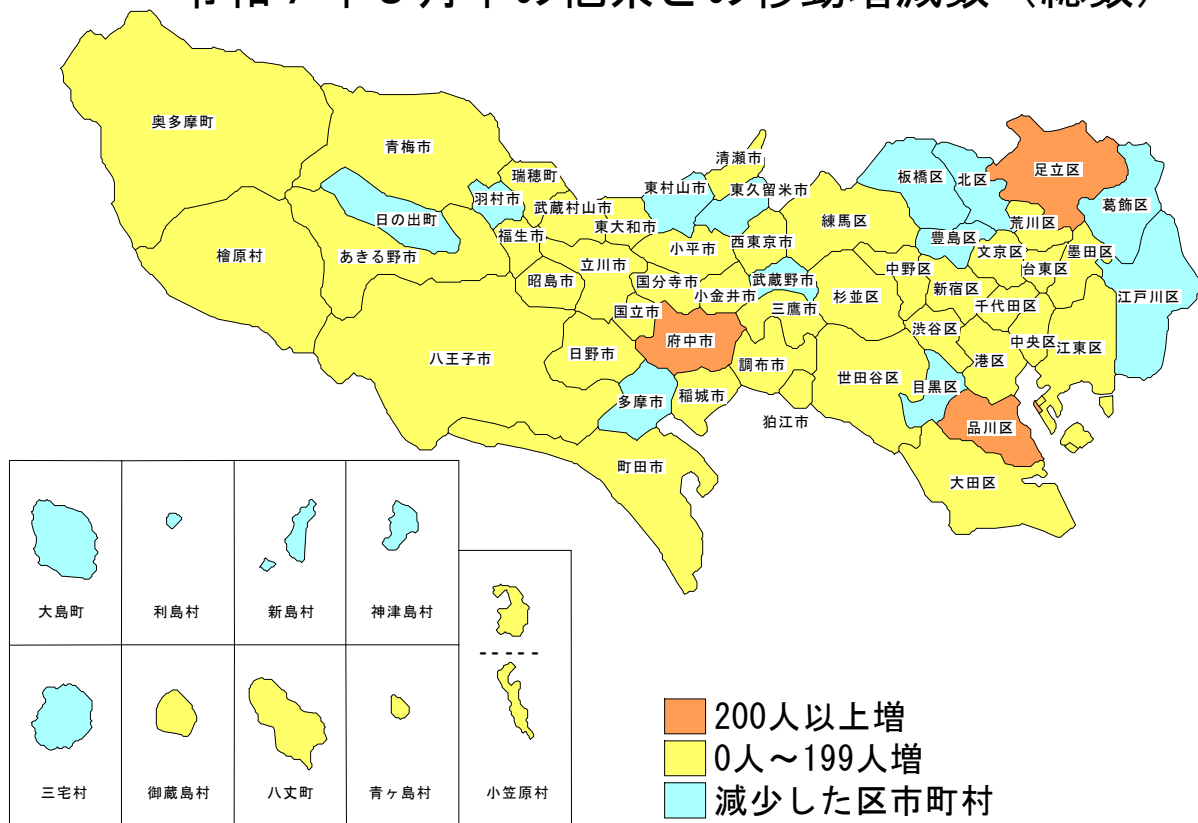 奥多摩町
青梅市
瑞穂町
羽村市
日の出町
檜原村
あきる野市
福生市
武蔵村山市
東大和市
東村山市
清瀬市
東久留米市
小平市
西東京市
練馬区
板橋区
北区
足立区
葛飾区
荒川区
豊島区
文京区
台東区
墨田区
江戸川区
昭島市
立川市
国分寺市
小金井市
武蔵野市
三鷹市
杉並区
中野区
新宿区
千代田区
国立市
府中市
渋谷区
中央区
江東区
八王子市
日野市
調布市
世田谷区
目黒区
港区
多摩市
稲城市
狛江市
品川区
町田市
大田区
大島町
利島村
新島村
神津島村
三宅村
御蔵島村
八丈町
青ヶ島村
小笠原村
200人以上増
0人～199人増
減少した区市町村